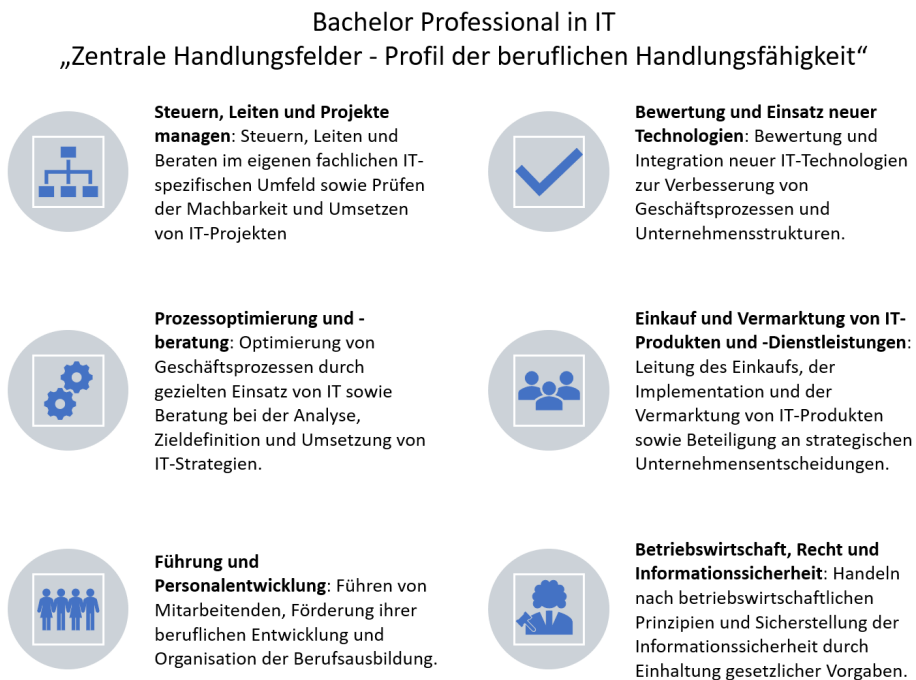 Bachelor Professional in IT
„Zentrale Handlungsfelder - Profil der beruflichen Handlungsfähigkeit“
Steuern, Leiten und Projekte
managen: Steuern, Leiten und
Beraten im eigenen fachlichen IT-
spezifischen Umfeld sowie Prüfen
der Machbarkeit und Umsetzen
von IT-Projekten
Bewertung und Einsatz neuer
Technologien: Bewertung und
Integration neuer IT-Technologien
zur Verbesserung von
Geschäftsprozessen und
Unternehmensstrukturen.
Prozessoptimierung und -
beratung: Optimierung von
Geschäftsprozessen durch
gezielten Einsatz von IT sowie
Beratung bei der Analyse,
Zieldefinition und Umsetzung von
IT-Strategien.
Einkauf und Vermarktung von IT-
Produkten und -Dienstleistungen:
Leitung des Einkaufs, der
Implementation und der
Vermarktung von IT-Produkten
sowie Beteiligung an strategischen
Unternehmensentscheidungen.
Führung und
Personalentwicklung: Führen von
Mitarbeitenden, Förderung ihrer
beruflichen Entwicklung und
Organisation der Berufsausbildung.
Betriebswirtschaft, Recht und
Informationssicherheit: Handeln
nach betriebswirtschaftlichen
Prinzipien und Sicherstellung der
Informationssicherheit durch
Einhaltung gesetzlicher Vorgaben.